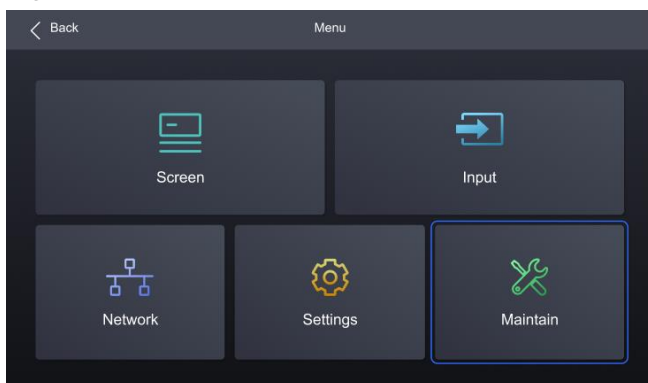 Back
Menu
Screen
Input
Network
Settings
Maintain